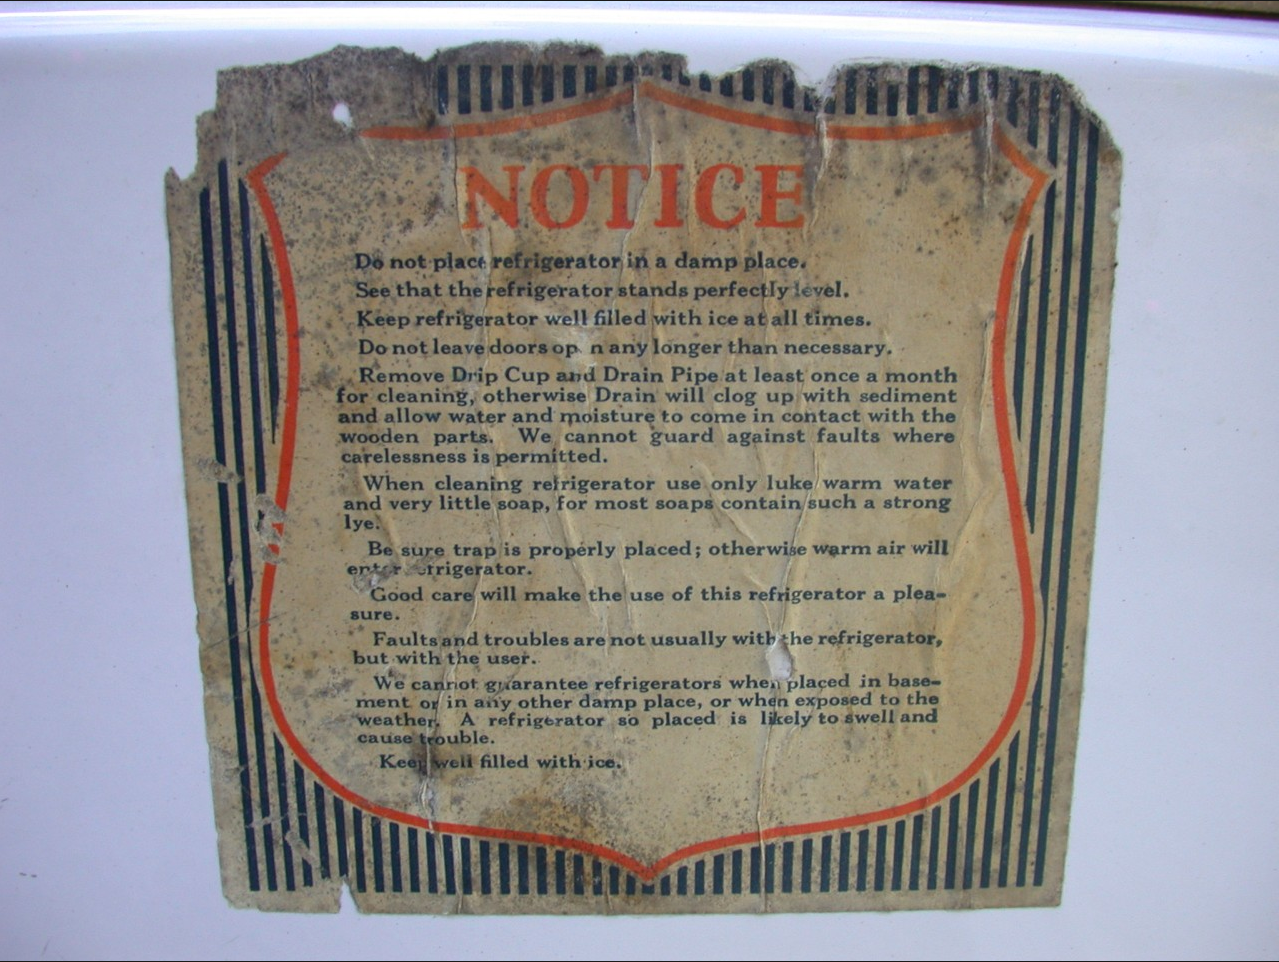 NOTICE
Do not place refrigerator in a damp place.
See that the refrigerator stands perfectly level.
Keep refrigerator well filled with ice at all times.
Do not leave doors open any longer than necessary.
Remove Drip Cup and Drain Pipe at least once a month
for cleaning, otherwise Drain will clog up with sediment
and allow water and moisture to come in contact with the
wooden parts. We cannot guard against faults where
carelessness is permitted.
When cleaning refrigerator use only luke warm water
and very little soap, for most soaps contain such a strong
lye.
Be sure trap is properly placed; otherwise warm air will
enter refrigerator.
Good care will make the use of this refrigerator a plea-
sure.
Faults and troubles are not usually with the refrigerator,
but with the user.
We cannot guarantee refrigerators when placed in base-
ment or in any other damp place, or when exposed to the
weather. A refrigerator so placed is likely to swell and
cause trouble.
Keep well filled with ice.